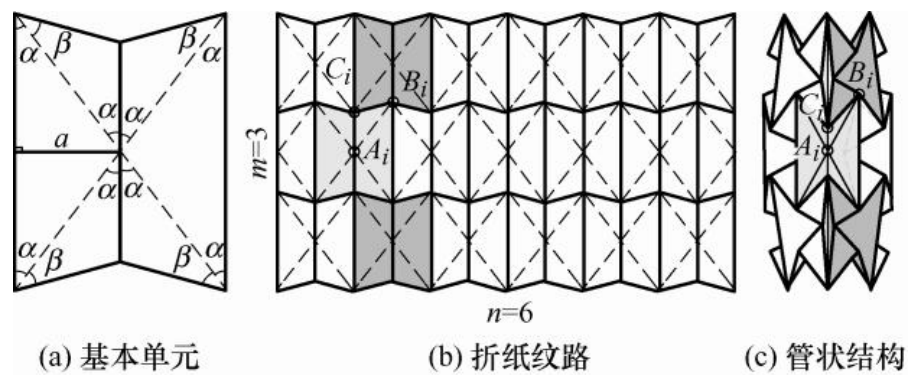 β β
α α
α α
a
α α
α α
β β
C_i
B_i
A_i
m=3
n=6
B_i
C_i
A_i
(a) 基本单元 (b) 折纸纹路 (c) 管状结构